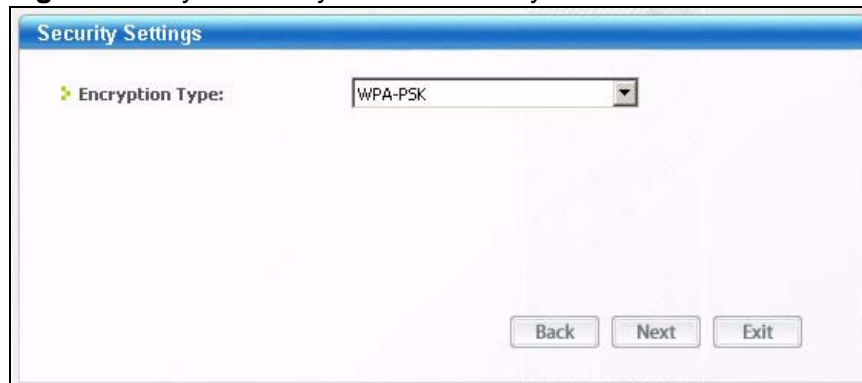 Security Settings
Encryption Type:
WPA-PSK
Back
Next
Exit